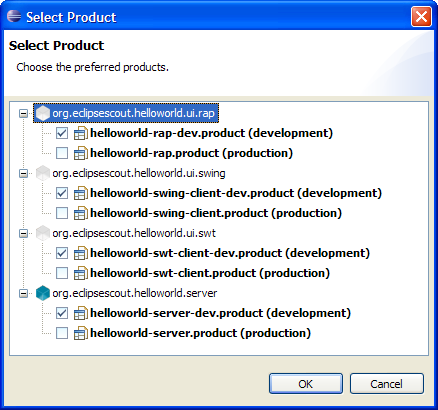 Select Product
Select Product
Choose the preferred products.
org.eclipsescout.helloworld.ui.rap
helloworld-rap-dev.product (development)
helloworld-rap.product (production)
org.eclipsescout.helloworld.ui.swing
helloworld-swing-client-dev.product (development)
helloworld-swing-client.product (production)
org.eclipsescout.helloworld.ui.swt
helloworld-swt-client-dev.product (development)
helloworld-swt-client.product (production)
org.eclipsescout.helloworld.server
helloworld-server-dev.product (development)
helloworld-server.product (production)
OK Cancel